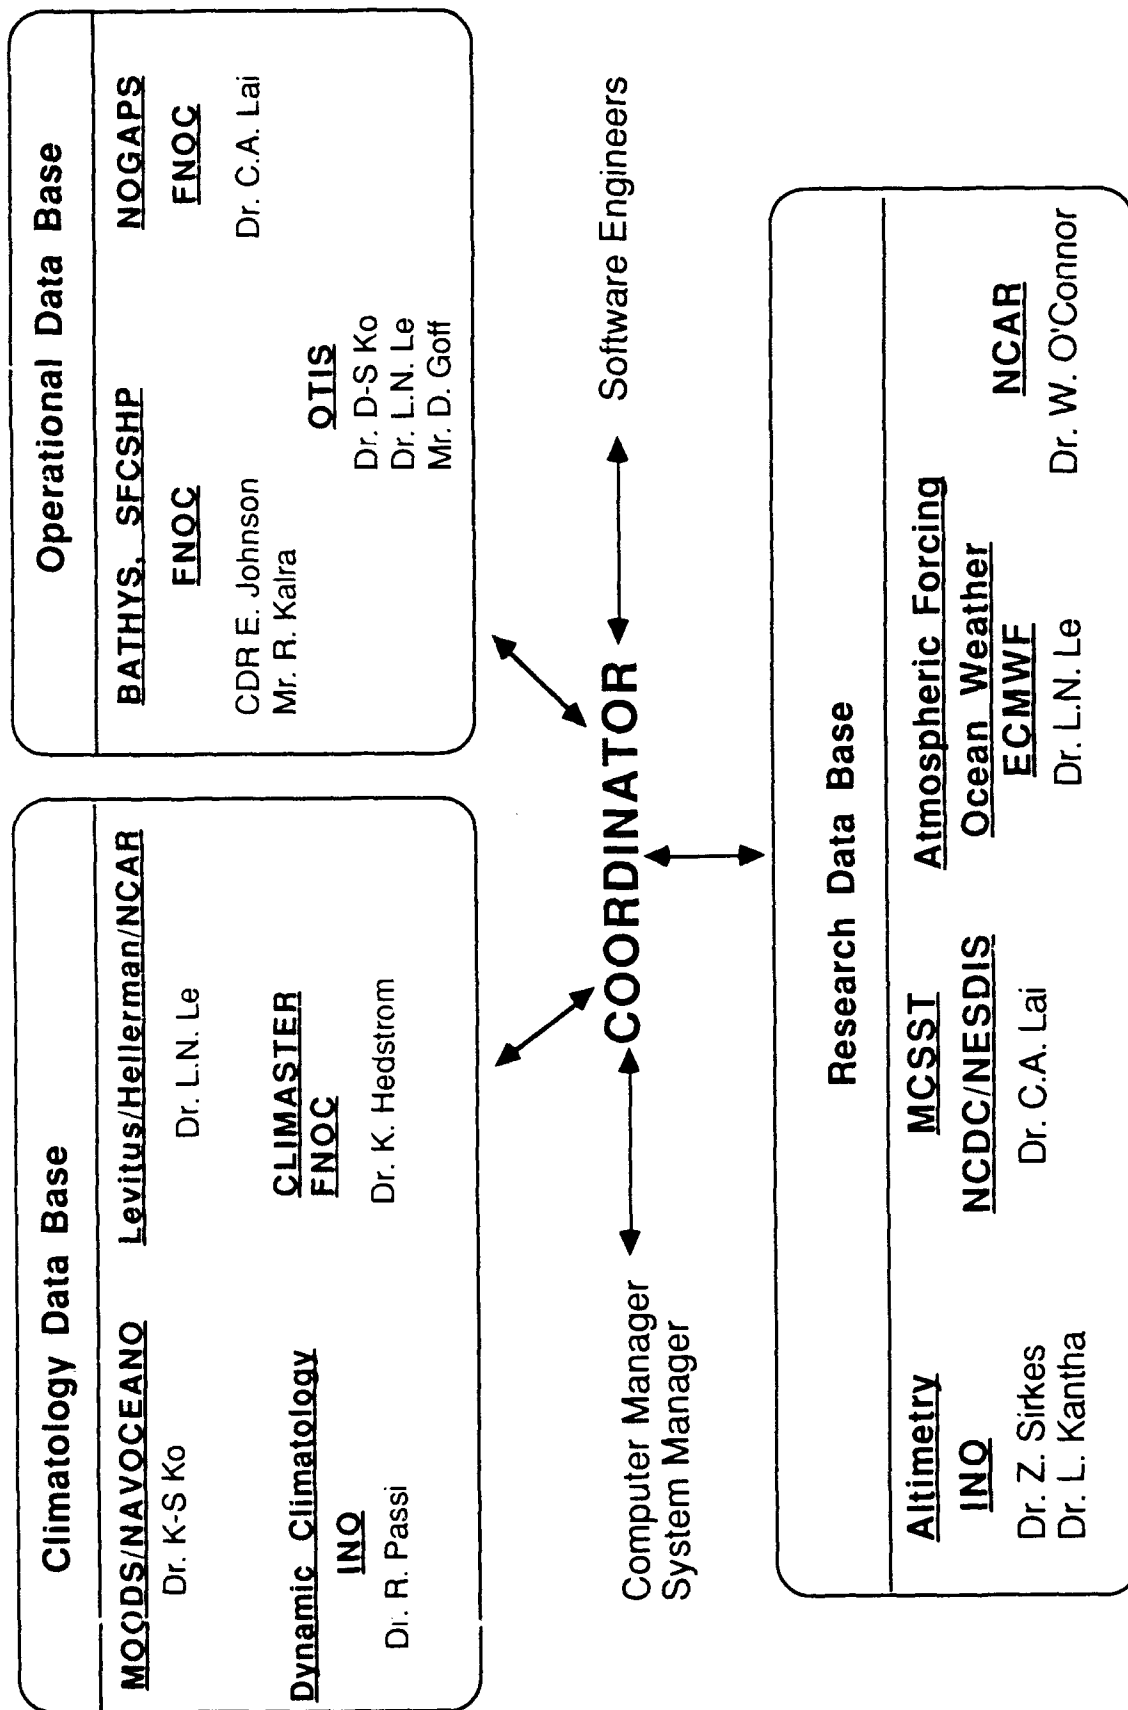 Climatology Data Base
MOODS/NAVOCEANO
Dr. K-S Ko
Levitus/Hellerman/NCAR
Dr. L.N. Le
Dynamic Climatology
INO
Dr. R. Passi
CLIMASTER
FNOC
Dr. K. Hedstrom
Operational Data Base
BATHYS, SFCSHP
FNOC
CDR E. Johnson
Mr. R. Kalra
NOGAPS
FNOC
Dr. C.A. Lai
OTIS
Dr. D-S Ko
Dr. L.N. Le
Mr. D. Goff
Computer Manager
System Manager
COORDINATOR
Software Engineers
Research Data Base
Altimetry
INO
Dr. Z. Sirkes
Dr. L. Kantha
MCSST
NCDC/NESDIS
Dr. C.A. Lai
Atmospheric Forcing
Ocean Weather
ECMWF
Dr. L.N. Le
NCAR
Dr. W. O'Connor